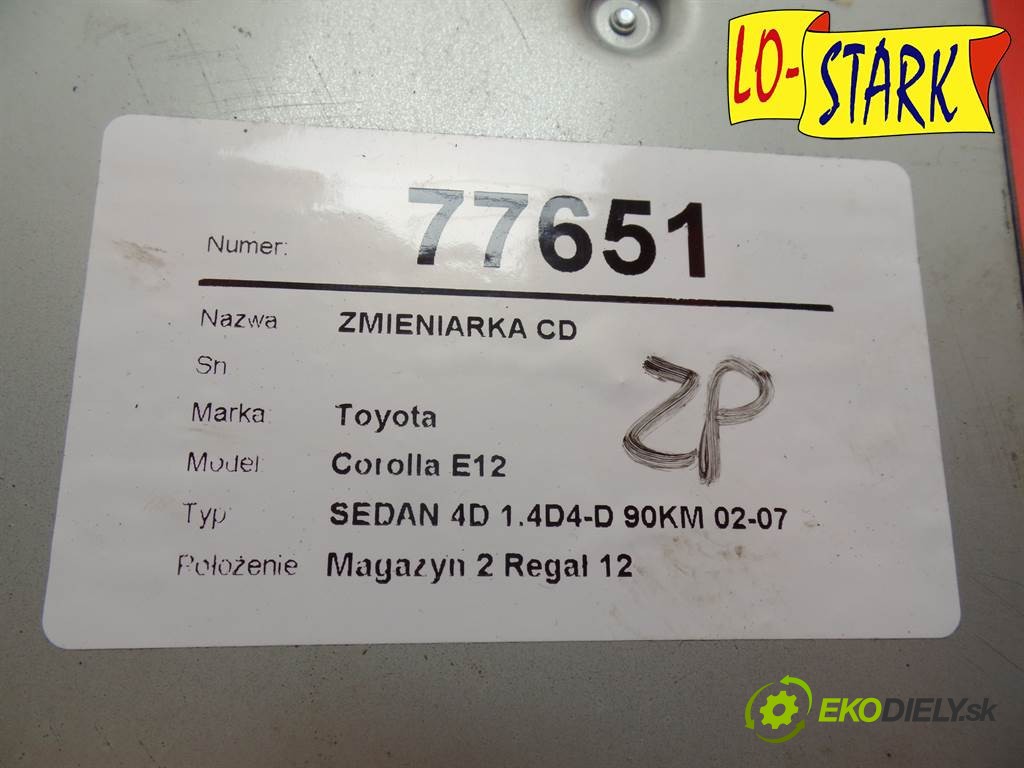 LO-STARK
Numer: 77651
Nazwa ZMIENIARKA CD
Sn
ZP
Marka Toyota
Model: Corolla E12
Typ SEDAN 4D 1.4D4-D 90KM 02-07
Położenie Magazyn 2 Regał 12
EKODIELY.sk